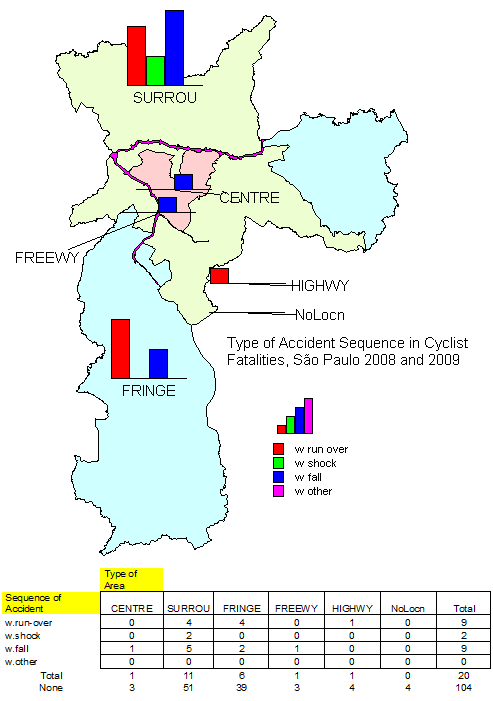 SURROU
CENTRE
FREEWY
HIGHWY
NoLocn
Type of Accident Sequence in Cyclist
Fatalities, São Paulo 2008 and 2009
FRINGE
w run over
w shock
w fall
w other
Type of
Area
Sequence of
Accident CENTRE SURROU FRINGE FREEWY HIGHWY NoLocn Total
w.run-over 0 4 4 0 1 0 9
w.shock 0 2 0 0 0 0 2
w.fall 1 5 2 1 0 0 9
w.other 0 0 0 0 0 0 0
Total 1 11 6 1 1 0 20
None 3 51 39 3 4 4 104